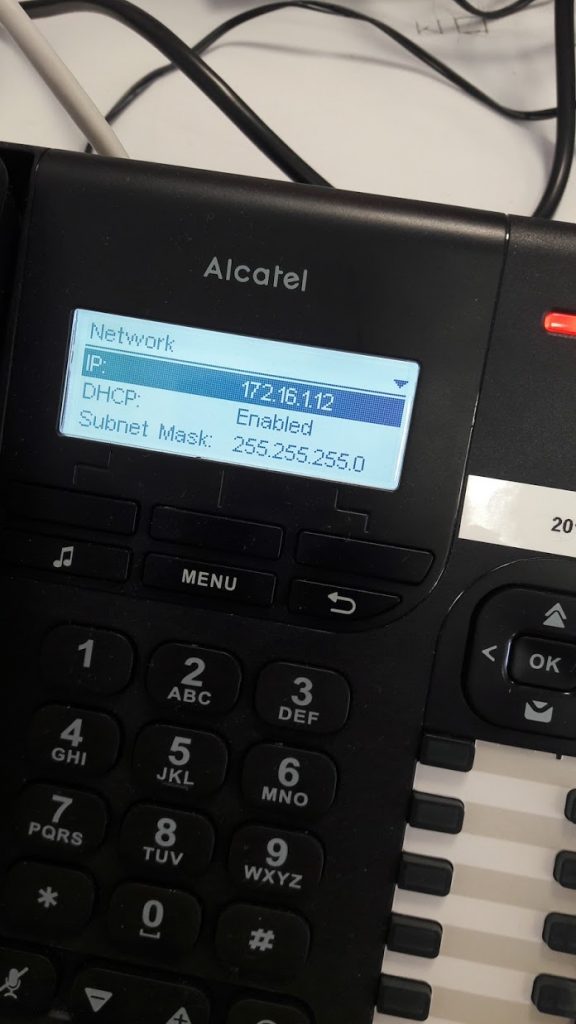 Alcatel
Network
IP: 172.16.1.12
DHCP: Enabled
Subnet Mask: 255.255.255.0
MENU
OK
1
2
ABC
3
DEF
4
GHI
5
JKL
6
MNO
7
PQRS
8
TUV
9
WXYZ
*
0
#